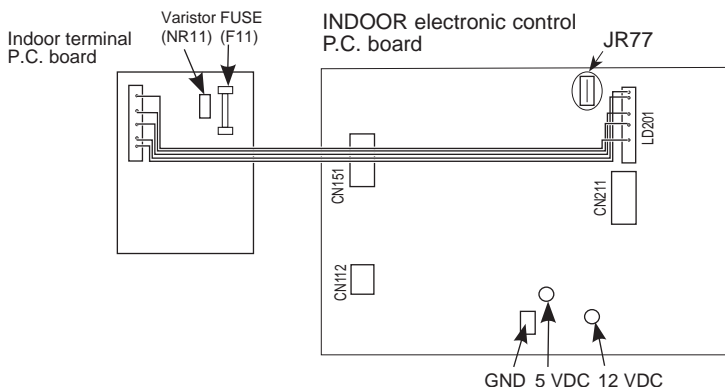 Indoor terminal
P.C. board
Varistor FUSE
(NR11) (F11)
INDOOR electronic control
P.C. board
JR77
LD201
CN151
CN211
CN112
GND 5 VDC 12 VDC